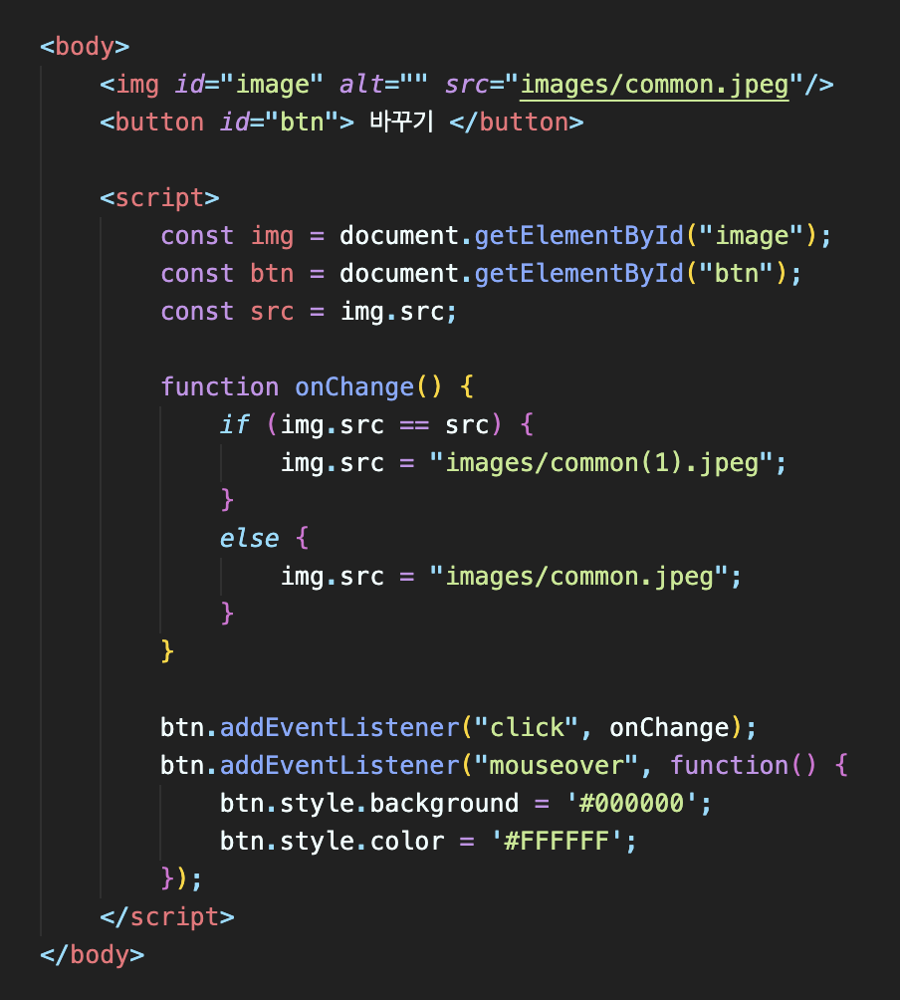 <body>
    <img id="image" alt="" src="images/common.jpeg"/>
    <button id="btn"> 바꾸기 </button>

    <script>
        const img = document.getElementById("image");
        const btn = document.getElementById("btn");
        const src = img.src;

        function onChange() {
            if (img.src == src) {
                img.src = "images/common(1).jpeg";
            }
            else {
                img.src = "images/common.jpeg";
            }
        }

        btn.addEventListener("click", onChange);
        btn.addEventListener("mouseover", function() {
            btn.style.background = '#000000';
            btn.style.color = '#FFFFFF';
        });
    </script>
</body>